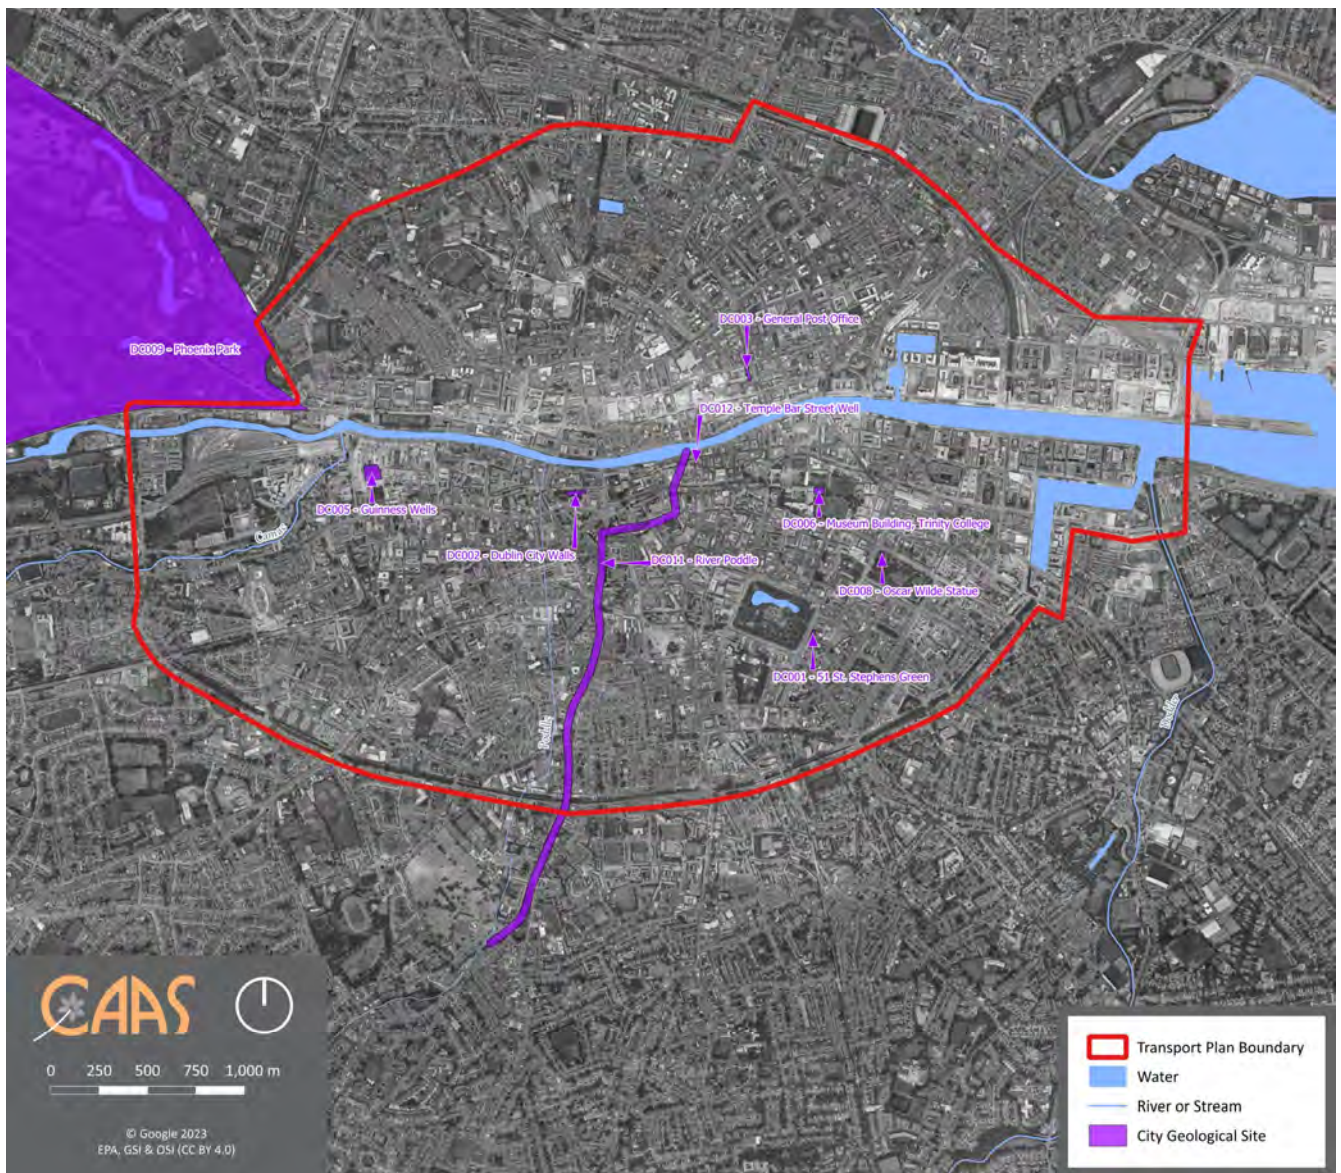 DC003 - General Post Office
DC009 - Phoenix Park
DC012 - Temple Bar Street Well
DC005 - Guinness Wells
DC006 - Museum Building, Trinity College
Camac
DC002 - Dublin City Walls
DC011 - River Poddle
DC008 - Oscar Wilde Statue
DC001 - 51 St. Stephens Green
Poddle
Dodder
CAAS
0 250 500 750 1,000 m
© Google 2023
EPA, GSI & OSI (CC BY 4.0)
Transport Plan Boundary
Water
River or Stream
City Geological Site